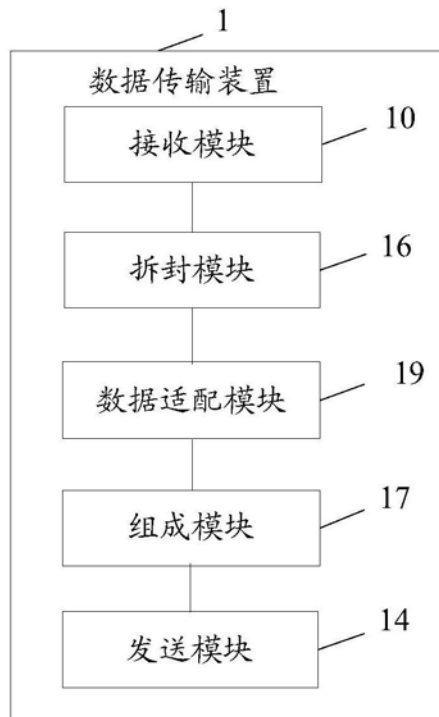 1
数据传输装置
接收模块
10
拆封模块
16
数据适配模块
19
组成模块
17
发送模块
14